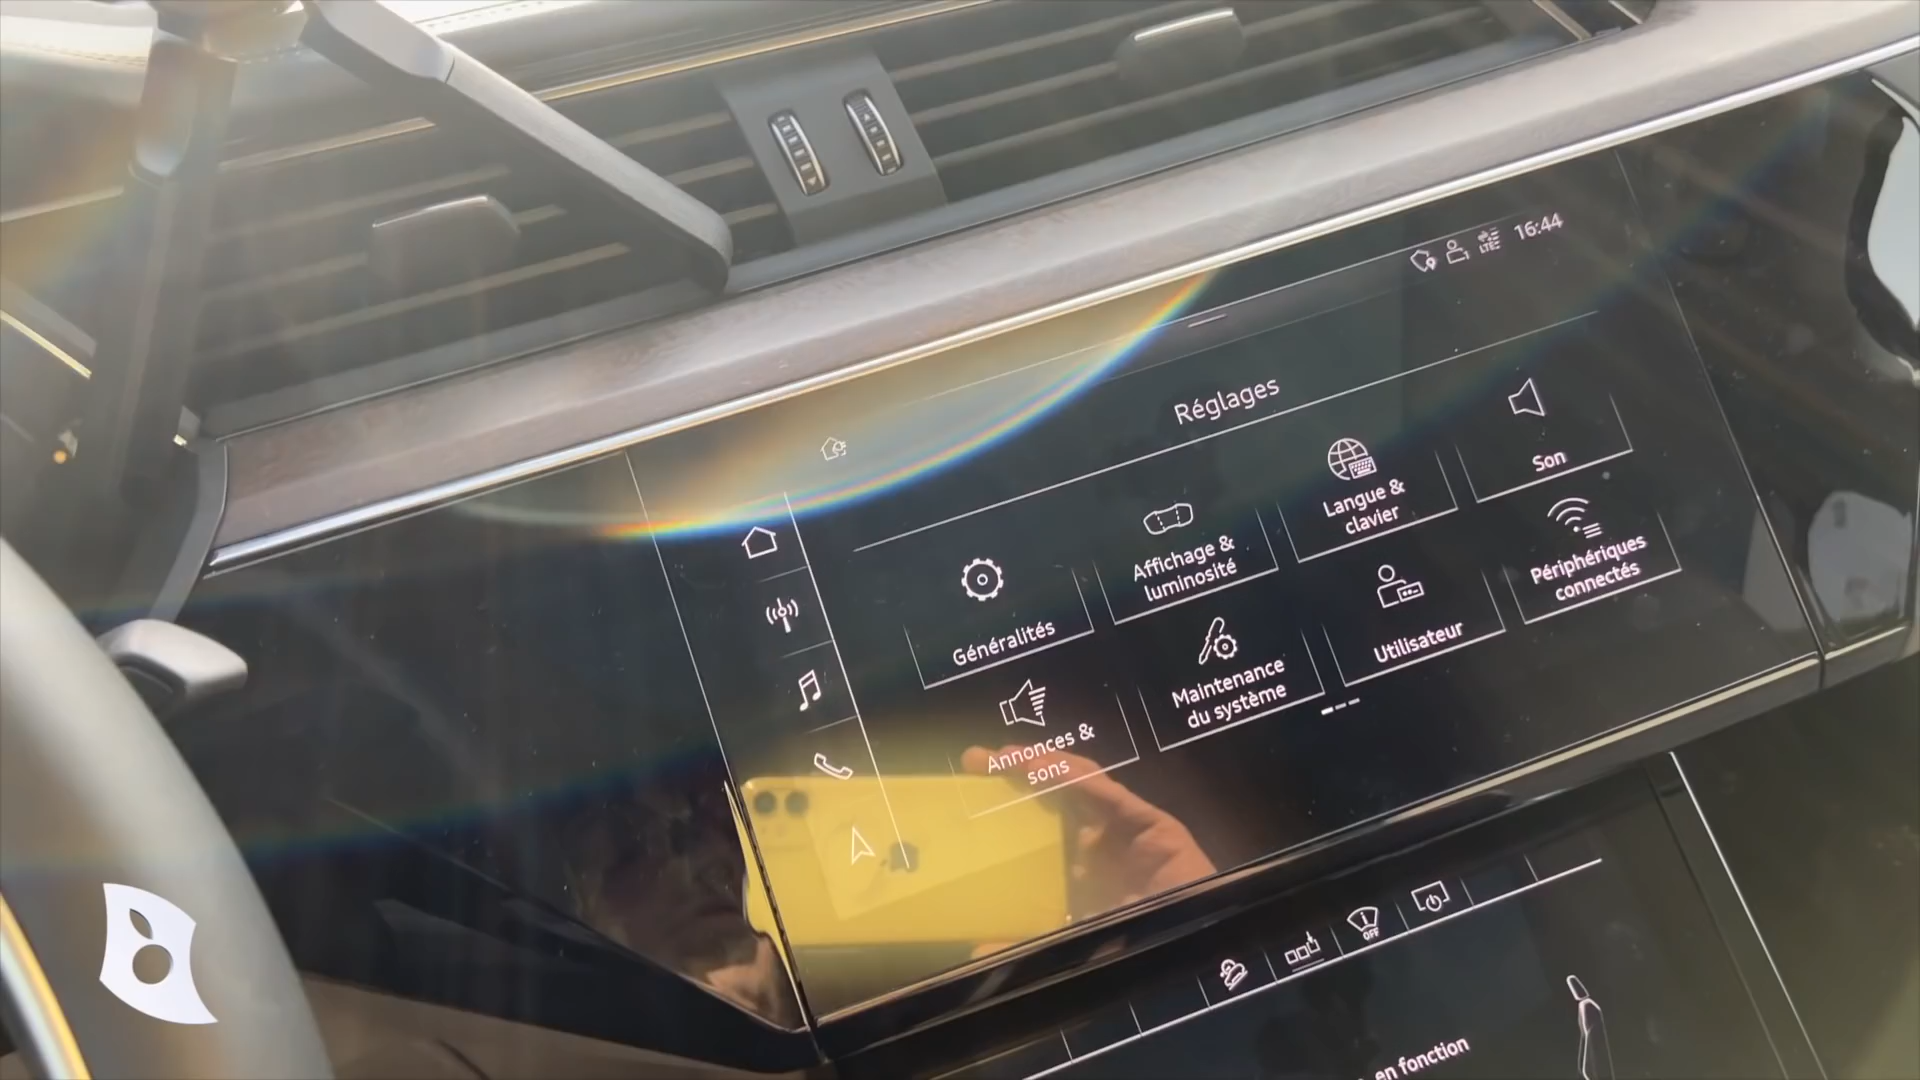 16:44
LTE
Réglages
Généralités
Affichage &
luminosité
Langue &
clavier
Son
Annonces &
sons
Maintenance
du système
Utilisateur
Périphériques
connectés
OFF
en fonction